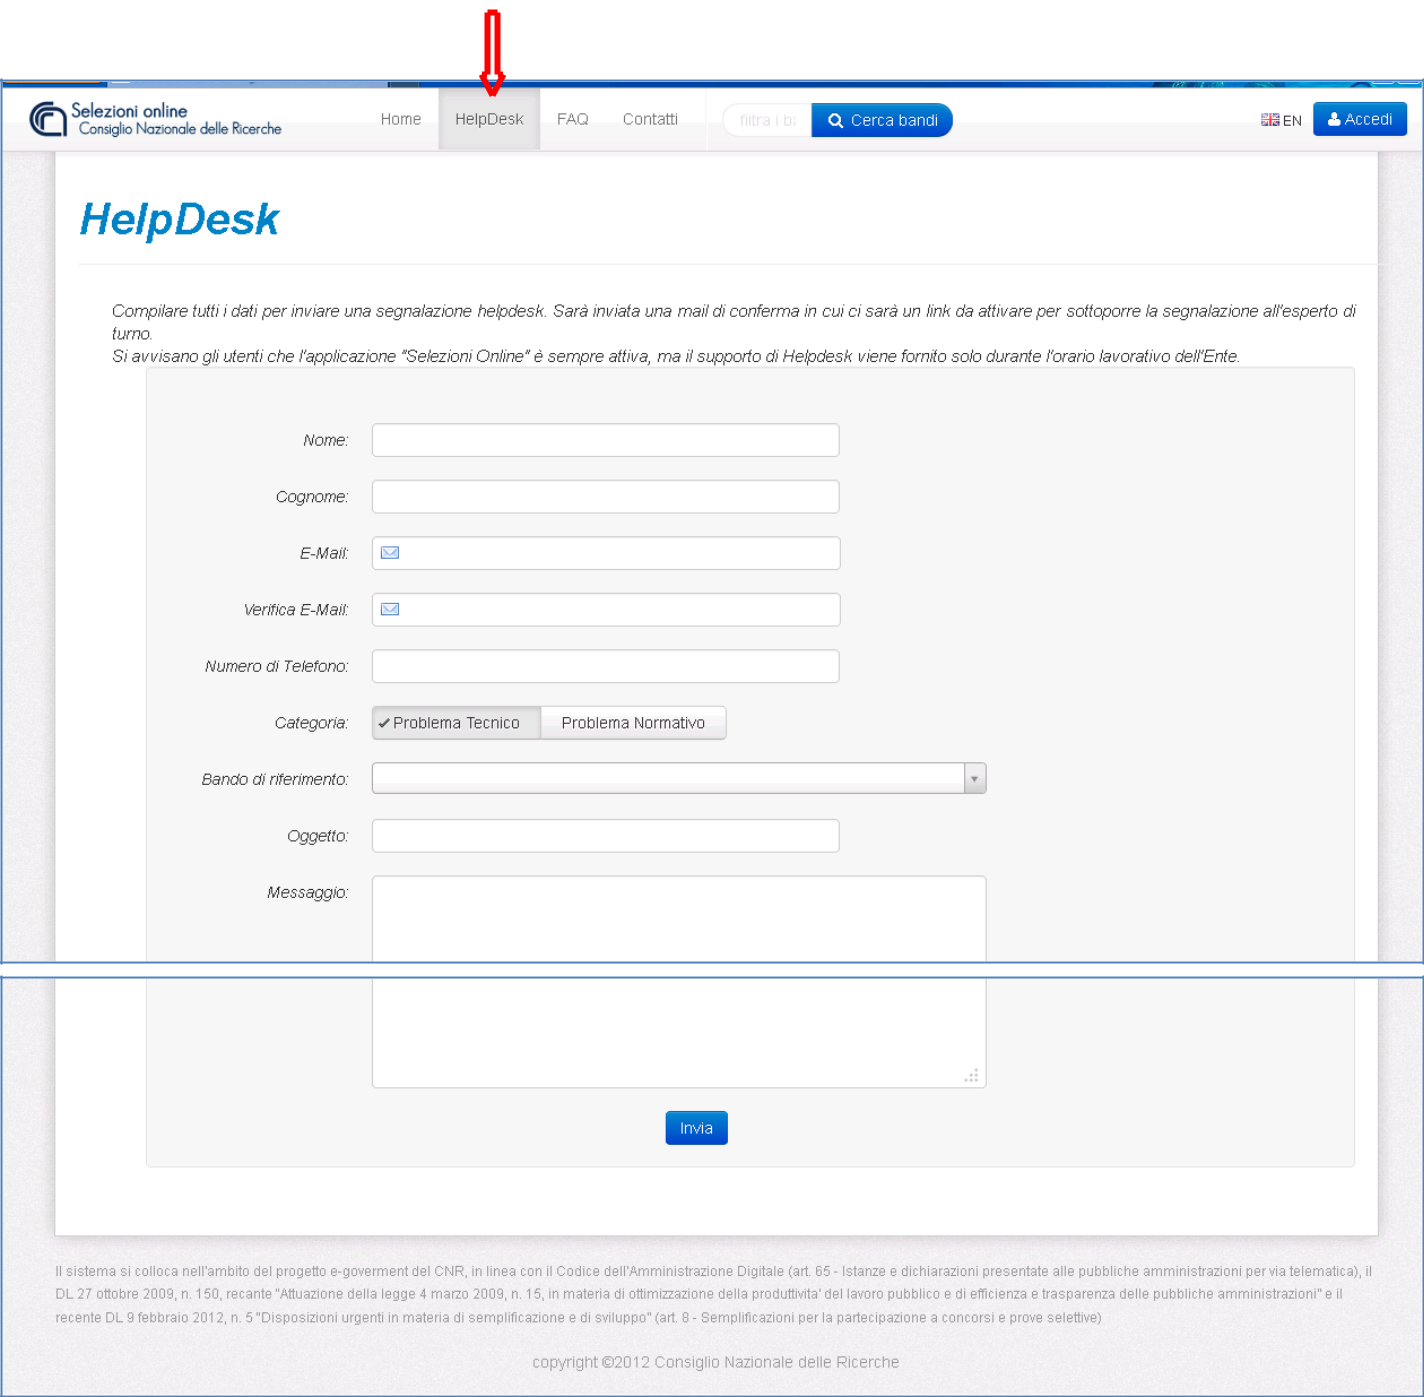 Selezioni online
Consiglio Nazionale delle Ricerche
Home
HelpDesk
FAQ
Contatti
filtra i
Cerca bandi
EN
Accedi
HelpDesk
Compilare tutti i dati per inviare una segnalazione helpdesk. Sarà inviata una mail di conferma in cui ci sarà un link da attivare per sottoporre la segnalazione all'esperto di
turno.
Si avvisano gli utenti che l'applicazione "Selezioni Online" è sempre attiva, ma il supporto di Helpdesk viene fornito solo durante l'orario lavorativo dell'Ente.
Nome:
Cognome:
E-Mail:
Verifica E-Mail:
Numero di Telefono:
Categoria:
Problema Tecnico
Problema Normativo
Bando di riferimento:
Oggetto:
Messaggio:
Invia
Il sistema si colloca nell'ambito del progetto e-goverment del CNR, in linea con il Codice dell'Amministrazione Digitale (art. 65 - Istanze e dichiarazioni presentate alle pubbliche amministrazioni per via telematica), il
DL 27 ottobre 2009, n. 150, recante "Attuazione della legge 4 marzo 2009, n. 15, in materia di ottimizzazione della produttivita' del lavoro pubblico e di efficienza e trasparenza delle pubbliche amministrazioni" e il
recente DL 9 febbraio 2012, n. 5 "Disposizioni urgenti in materia di semplificazione e di sviluppo" (art. 8 - Semplificazioni per la partecipazione a concorsi e prove selettive)
copyright ©2012 Consiglio Nazionale delle Ricerche